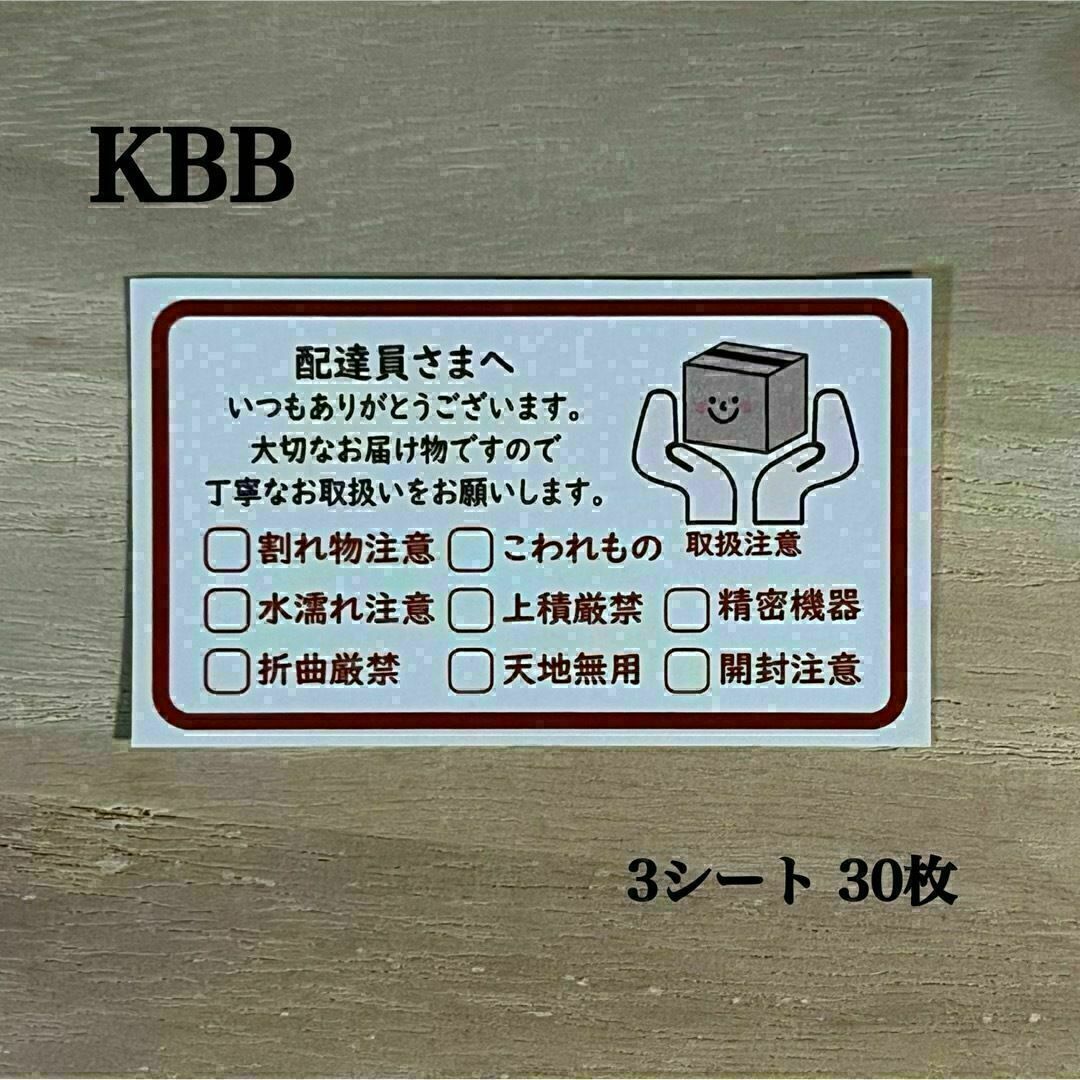 KBB
配達員さまへ
いつもありがとうございます。
大切なお届け物ですので
丁寧なお取扱いをお願いします。
取扱注意
割れ物注意 こわれもの
水濡れ注意 上積厳禁 精密機器
折曲厳禁 天地無用 開封注意
3シート 30枚